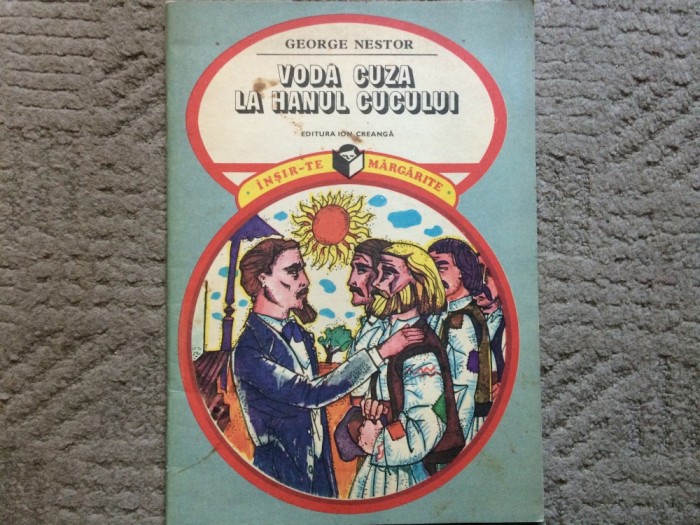 GEORGE NESTOR
VODĂ CUZA
LA HANUL CUCULUI
EDITURA ION CREANGĂ
· ÎNȘIR-TE MĂRGĂRITE ·